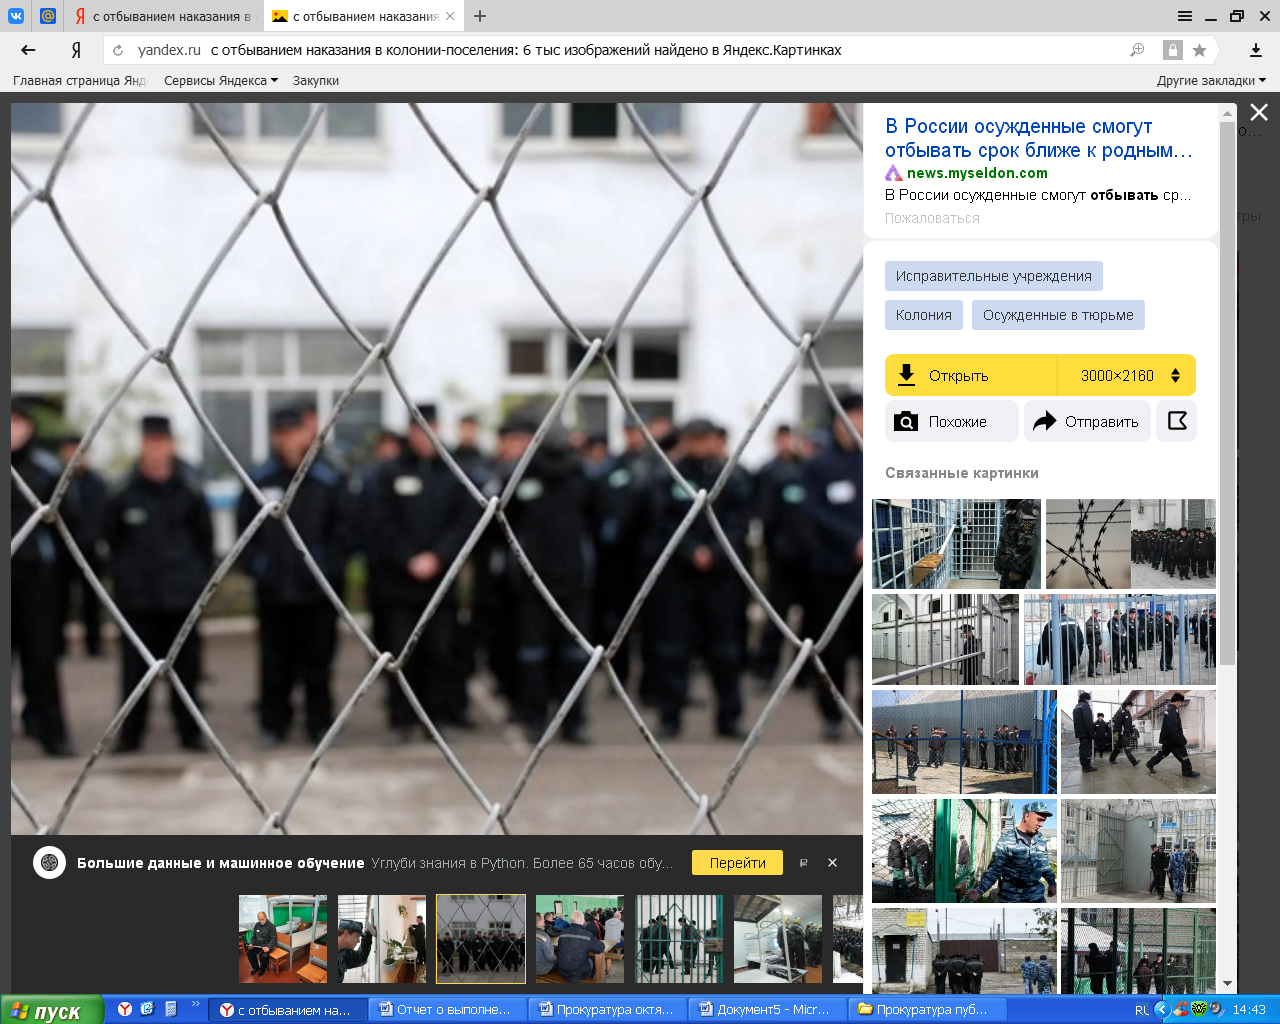 с отбыванием наказания в
с отбыванием наказания
yandex.ru с отбыванием наказания в колонии-поселения: 6 тыс изображений найдено в Яндекс.Картинках
Главная страница Янд
Сервисы Яндекса
Закупки
Другие закладки
В России осужденные смогут
отбывать срок ближе к родным...
news.myseldon.com
В России осужденные смогут отбывать ср...
Пожаловаться
Исправительные учреждения
Колония
Осужденные в тюрьме
Открыть
3000×2160
Похожие
Отправить
Связанные картинки
Большие данные и машинное обучение Углуби знания в Python. Более 65 часов обу...
Перейти
пуск
с отбыванием на...
Отчет о выполне...
Прокуратура октя...
Документ5 - Micr...
Прокуратура пуб...
RU
14:43